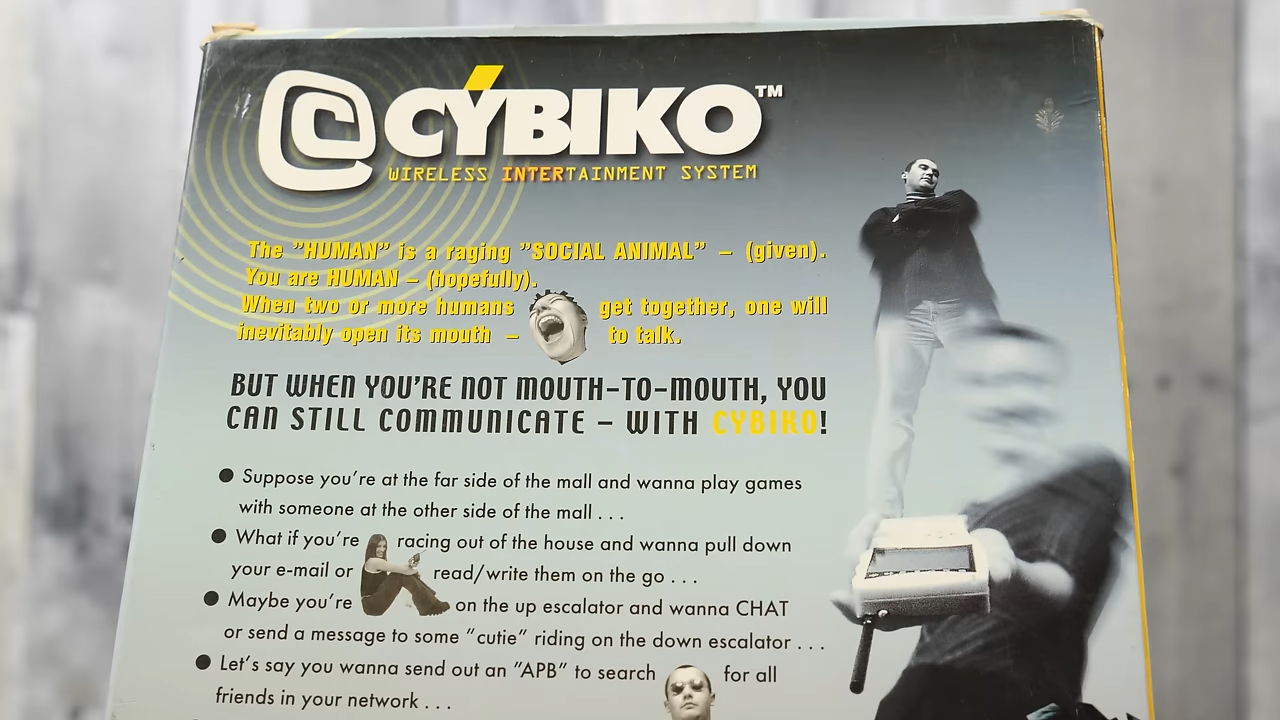 CYBIKO™
WIRELESS INTERTAINMENT SYSTEM
The "HUMAN" is a raging "SOCIAL ANIMAL" – (given).
You are HUMAN – (hopefully).
When two or more humans get together, one will
inevitably open its mouth – to talk.
BUT WHEN YOU'RE NOT MOUTH-TO-MOUTH, YOU
CAN STILL COMMUNICATE – WITH CYBIKO!
● Suppose you're at the far side of the mall and wanna play games
with someone at the other side of the mall . . .
● What if you're racing out of the house and wanna pull down
your e-mail or read/write them on the go . . .
● Maybe you're on the up escalator and wanna CHAT
or send a message to some "cutie" riding on the down escalator . . .
● Let's say you wanna send out an "APB" to search for all
friends in your network . . .